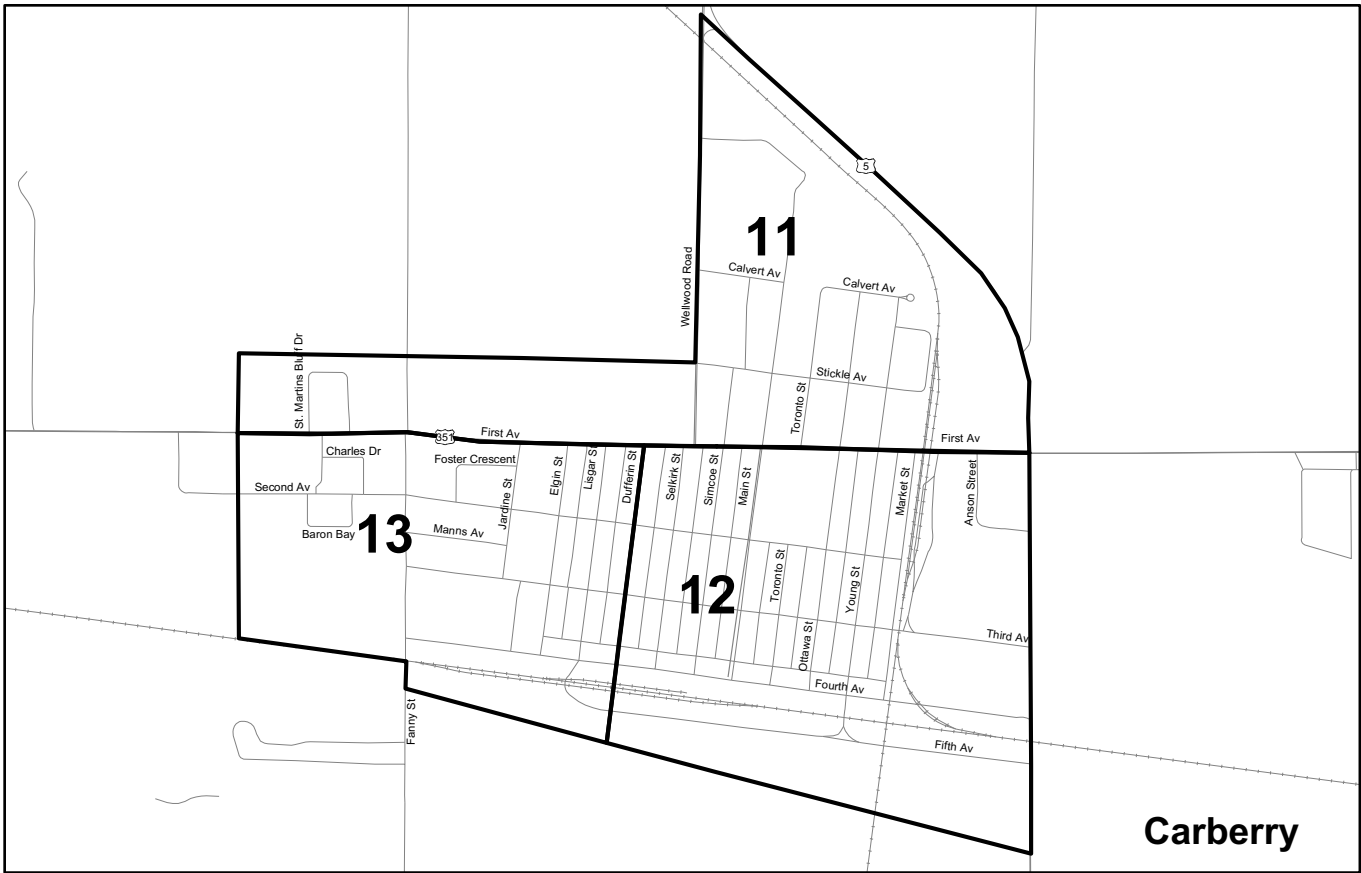 5
11
Wellwood Road
Calvert Av
Calvert Av
St. Martins Bluff Dr
Stickle Av
Toronto St
351
First Av
First Av
Charles Dr
Foster Crescent
Second Av
Baron Bay
13
Jardine St
Elgin St
Lisgar St
Dufferin St
Selkirk St
Simcoe St
Main St
Market St
Anson Street
Manns Av
12
Toronto St
Young St
Ottawa St
Third Av
Fourth Av
Fanny St
Fifth Av
Carberry